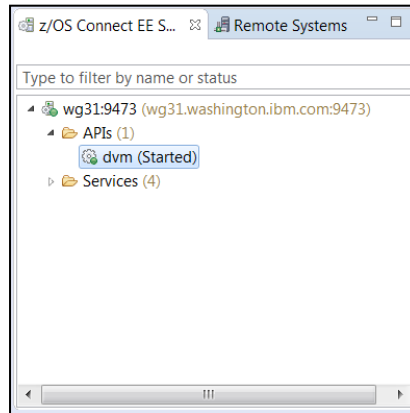 z/OS Connect EE S... Remote Systems
Type to filter by name or status
wg31:9473 (wg31.washington.ibm.com:9473)
APIs (1)
dvm (Started)
Services (4)